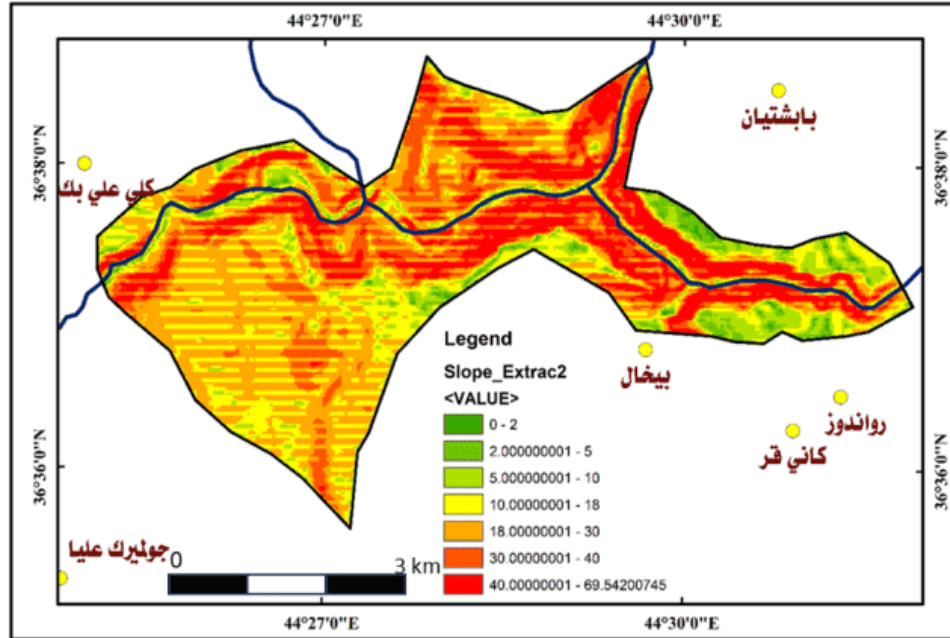 44°27'0"E
44°30'0"E
36°38'0"N
36°38'0"N
بابشتيان
كلي علي بك
Legend
Slope_Extrac2
<VALUE>
0 - 2
2.000000001 - 5
5.000000001 - 10
10.00000001 - 18
18.00000001 - 30
30.00000001 - 40
40.00000001 - 69.54200745
بيخال
رواندوز
كاني قر
36°36'0"N
36°36'0"N
جولميرك عليا
0
3 km
44°27'0"E
44°30'0"E